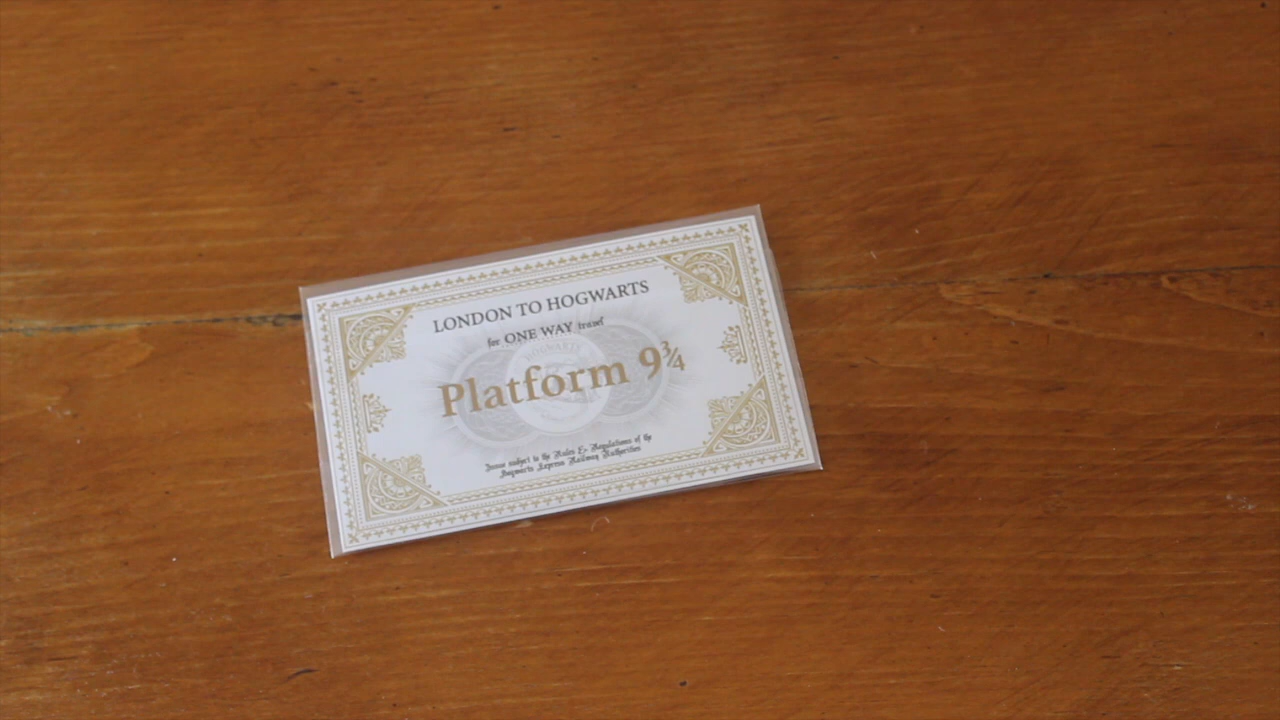 LONDON TO HOGWARTS
for ONE WAY travel
HOGWARTS
Platform 9¾
Issue subject to the Rules & Regulations of the
Hogwarts Express Railway Authorities